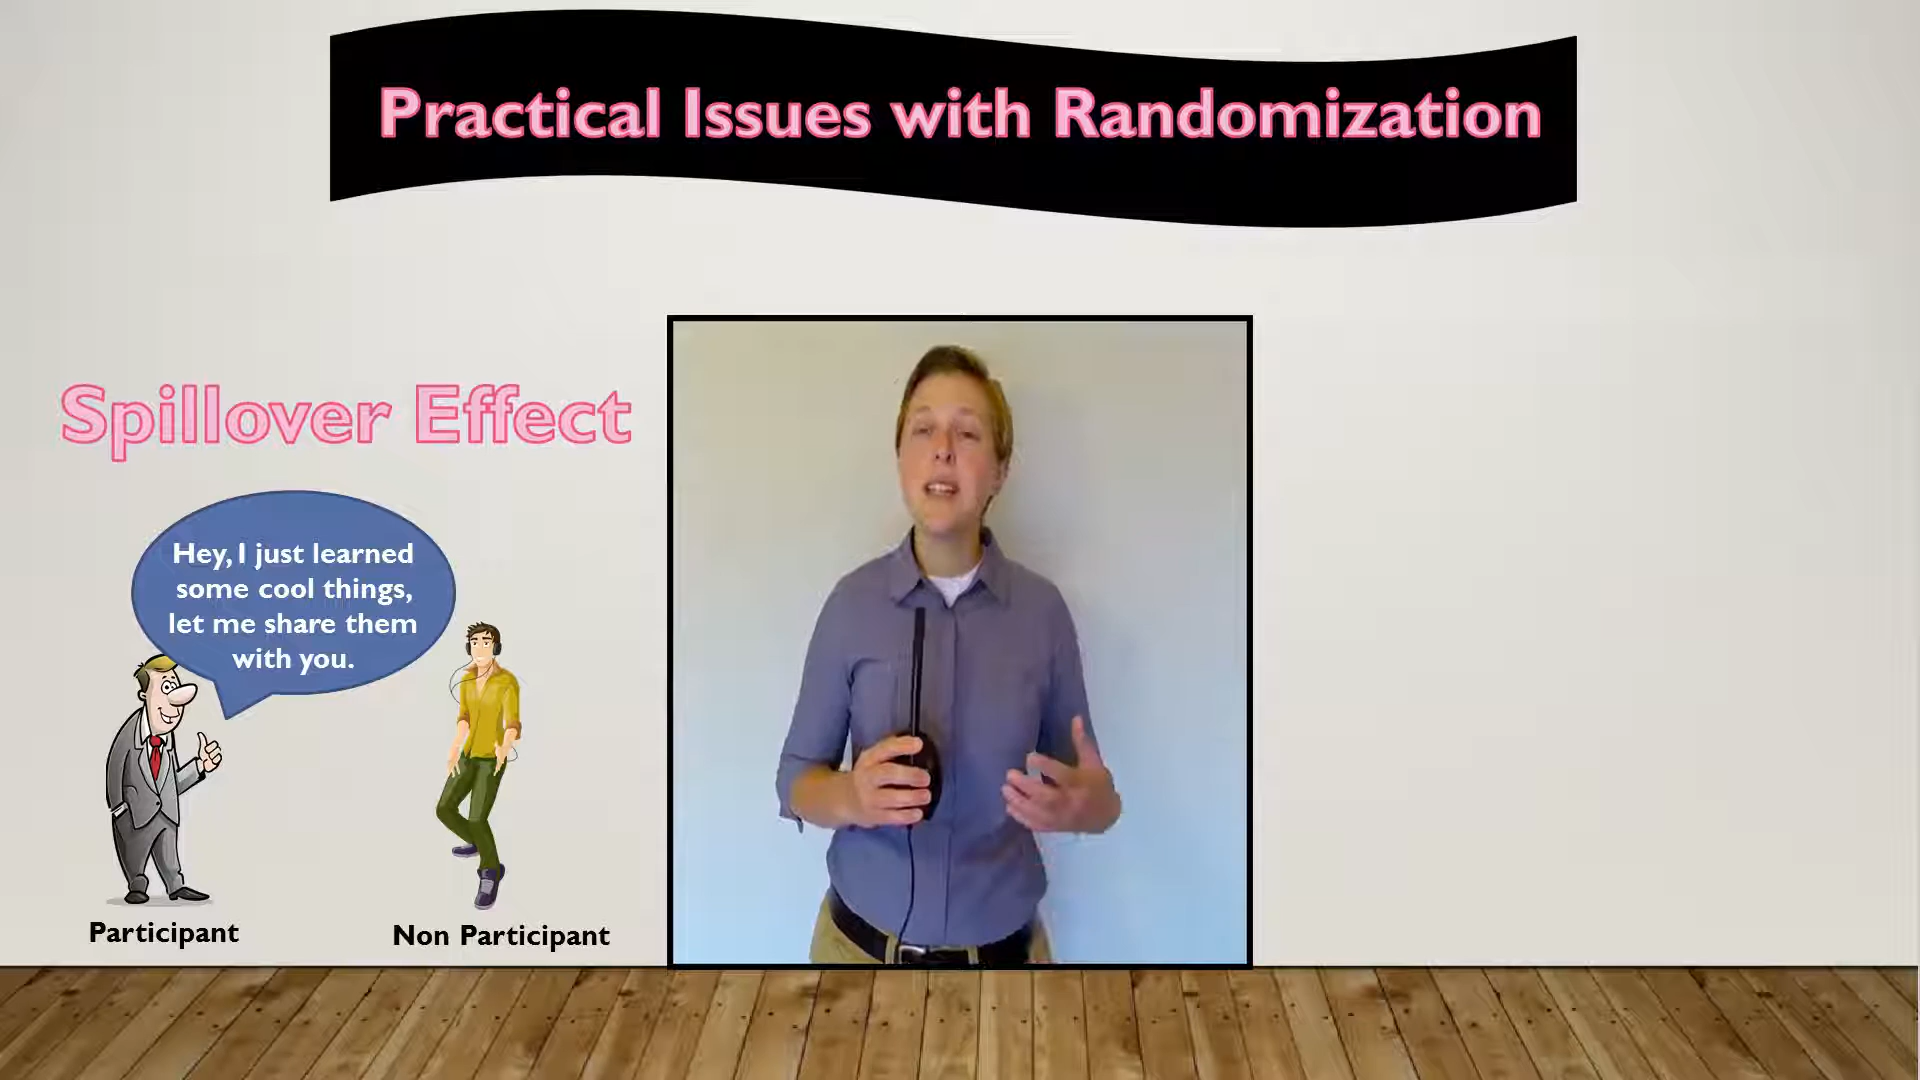 Practical Issues with Randomization
Spillover Effect
Hey, I just learned
some cool things,
let me share them
with you.
Participant
Non Participant